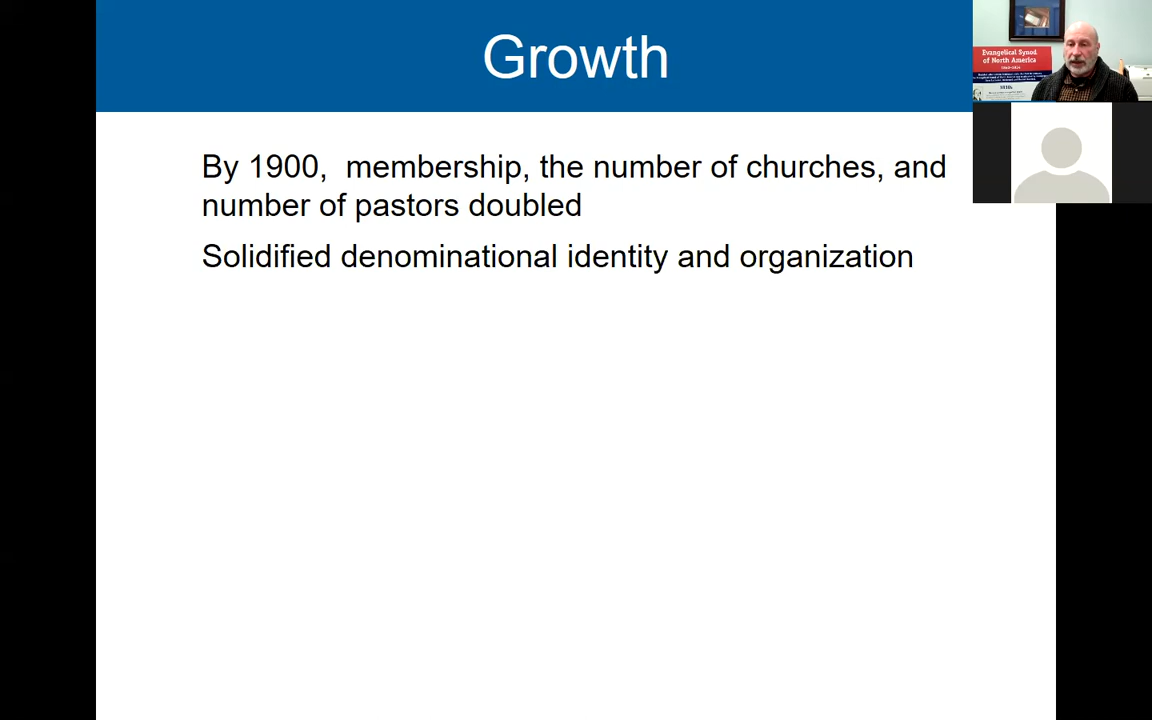 Growth
By 1900,  membership, the number of churches, and
number of pastors doubled
Solidified denominational identity and organization
Evangelical Synod
of North America